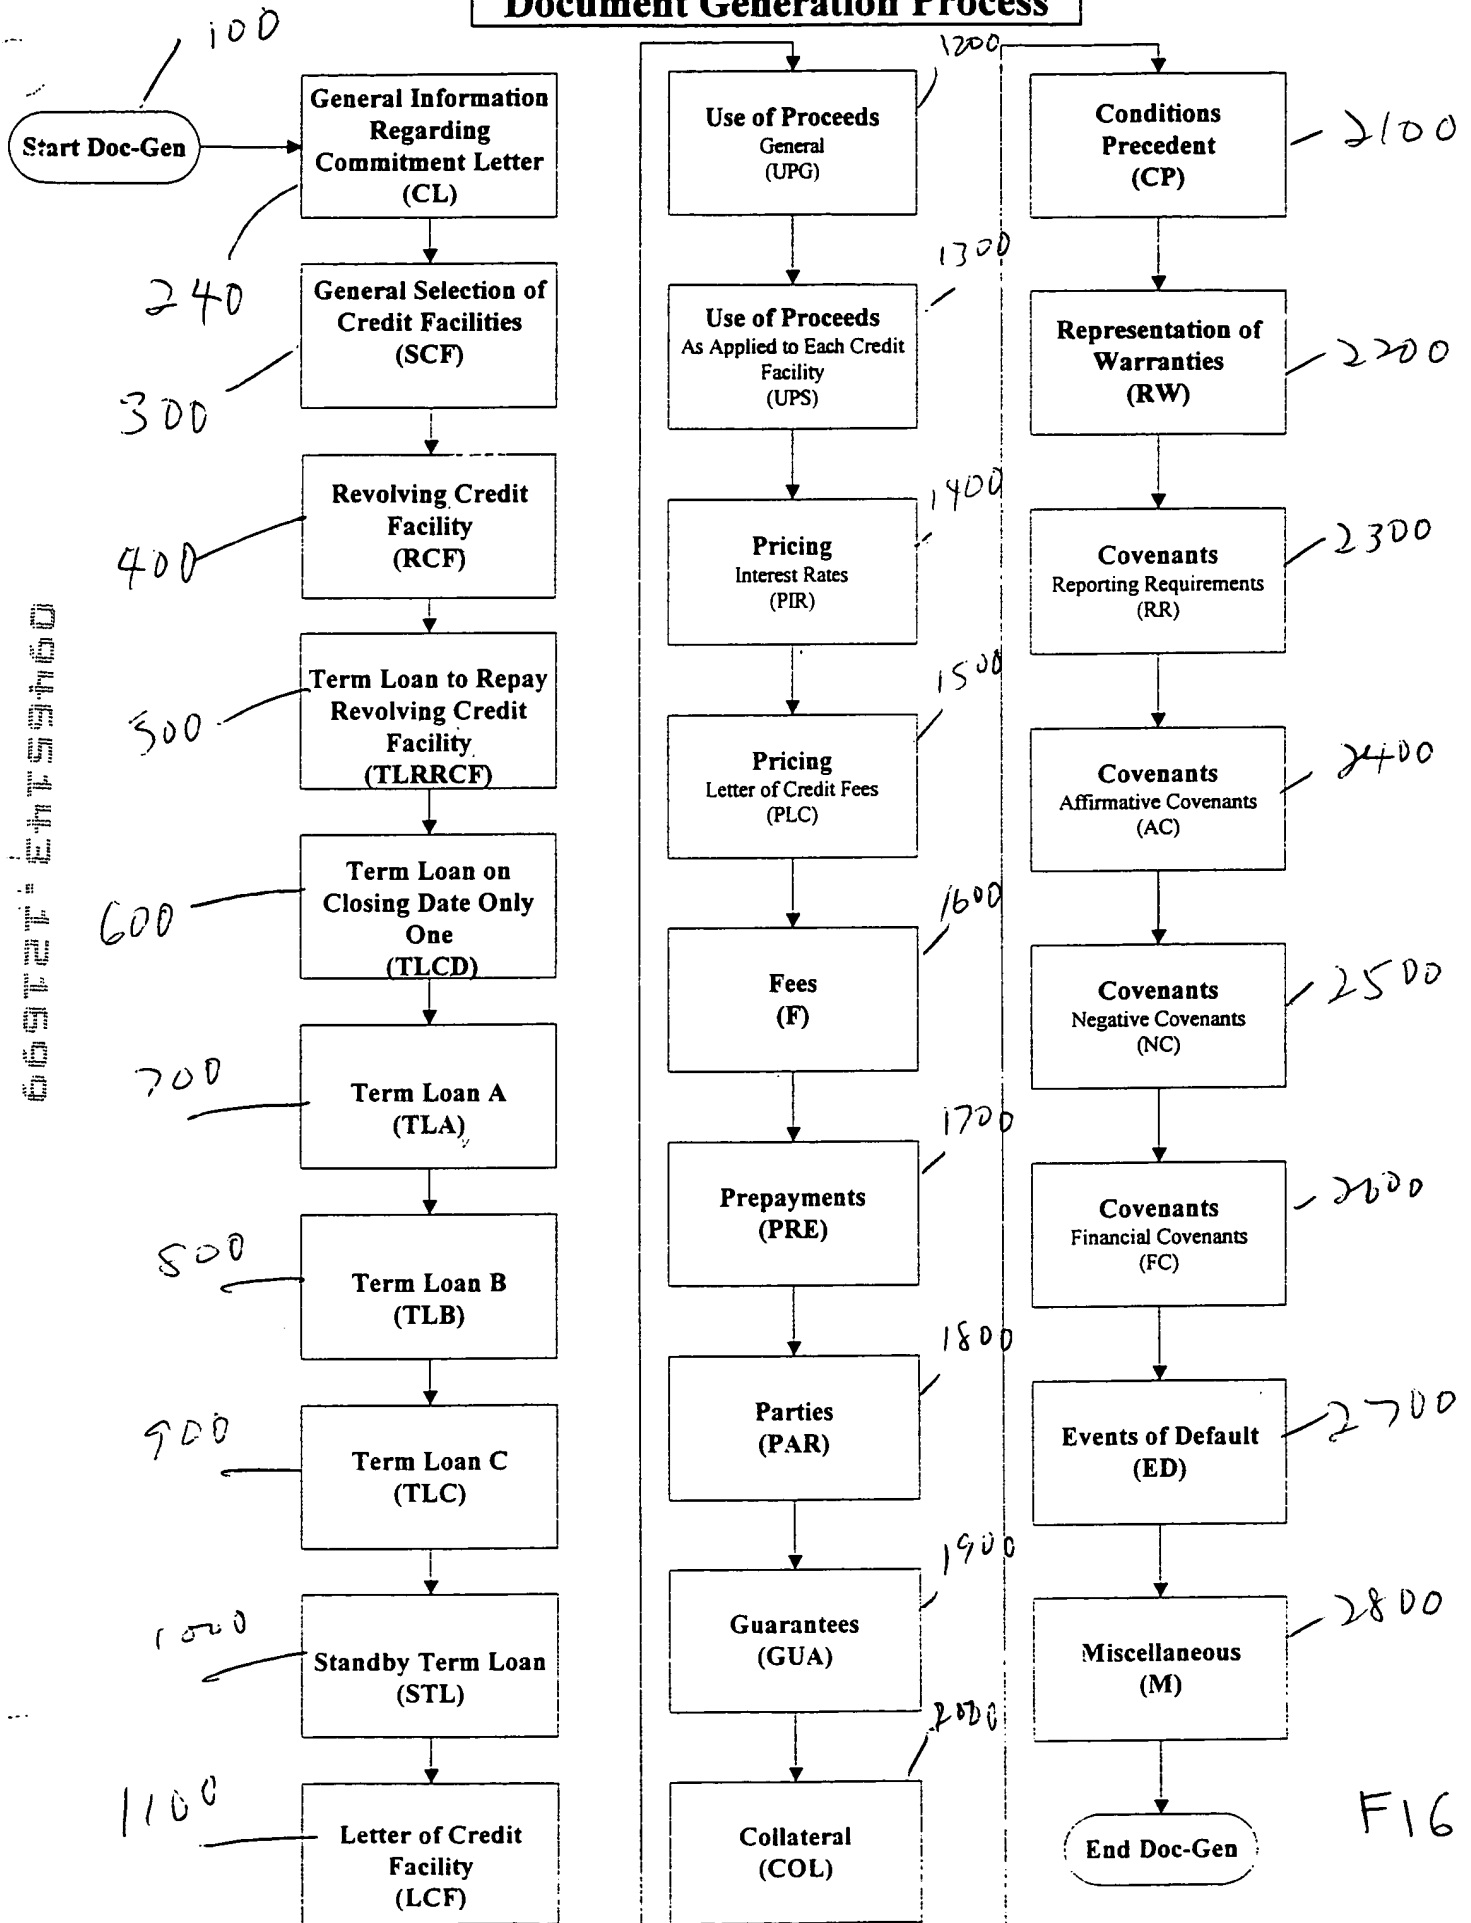 Document Generation Process
100
Start Doc-Gen
General Information
Regarding
Commitment Letter
(CL)
240
General Selection of
Credit Facilities
(SCF)
300
Revolving Credit
Facility
(RCF)
400
Term Loan to Repay
Revolving Credit
Facility
(TLRRCF)
500
Term Loan on
Closing Date Only
One
(TLCD)
600
Term Loan A
(TLA)
700
Term Loan B
(TLB)
800
Term Loan C
(TLC)
900
Standby Term Loan
(STL)
1000
Letter of Credit
Facility
(LCF)
1100
Use of Proceeds
General
(UPG)
1200
Use of Proceeds
As Applied to Each Credit
Facility
(UPS)
1300
Pricing
Interest Rates
(PIR)
1400
Pricing
Letter of Credit Fees
(PLC)
1500
Fees
(F)
1600
Prepayments
(PRE)
1700
Parties
(PAR)
1800
Guarantees
(GUA)
1900
Collateral
(COL)
2000
Conditions
Precedent
(CP)
2100
Representation of
Warranties
(RW)
2200
Covenants
Reporting Requirements
(RR)
2300
Covenants
Affirmative Covenants
(AC)
2400
Covenants
Negative Covenants
(NC)
2500
Covenants
Financial Covenants
(FC)
2600
Events of Default
(ED)
2700
Miscellaneous
(M)
2800
End Doc-Gen
FIG
09465143.121699